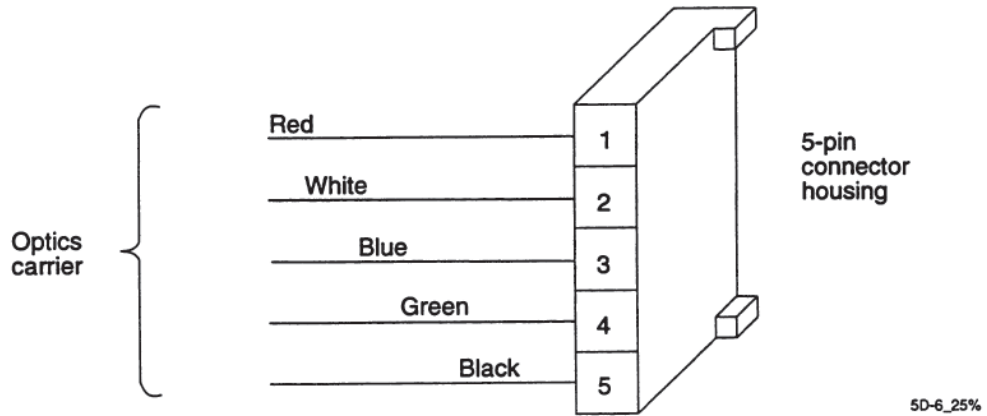 Red
1
White
2
Blue
3
Green
4
Black
5
Optics
carrier
5-pin
connector
housing
5D-6_25%